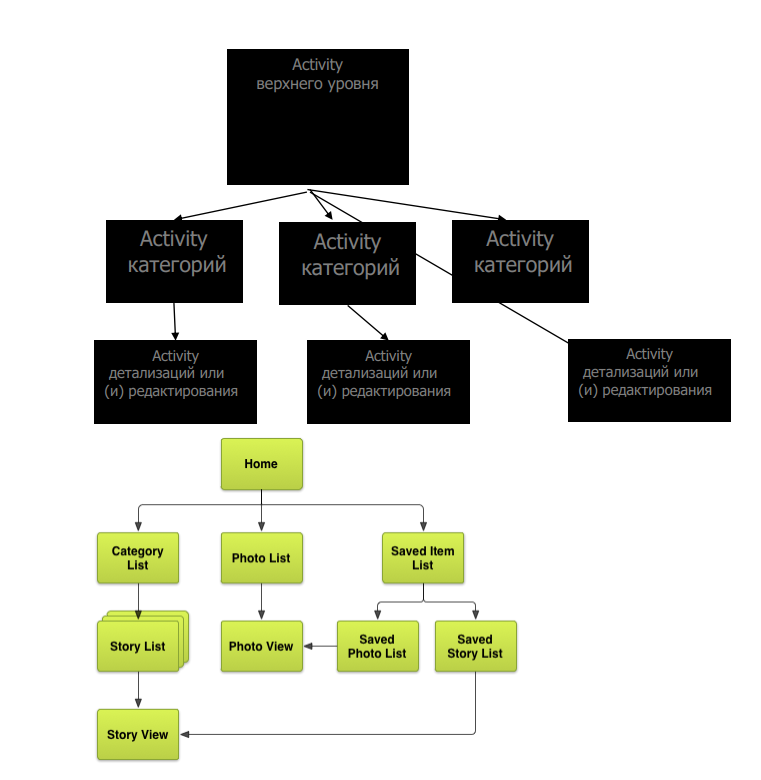 Activity
верхнего уровня
Activity
категорий
Activity
категорий
Activity
категорий
Activity
детализаций или
(и) редактирования
Activity
детализаций или
(и) редактирования
Activity
детализаций или
(и) редактирования
Home
Category
List
Photo List
Saved Item
List
Story List
Photo View
Saved
Photo List
Saved
Story List
Story View